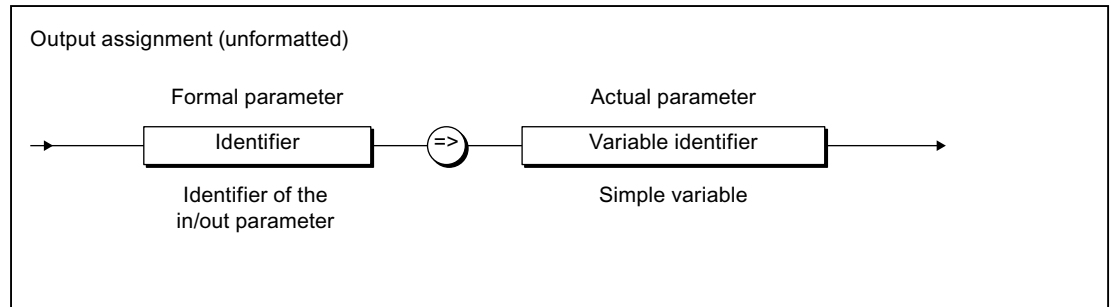 Output assignment (unformatted)
Formal parameter
Actual parameter
Identifier
=>
Variable identifier
Identifier of the
in/out parameter
Simple variable